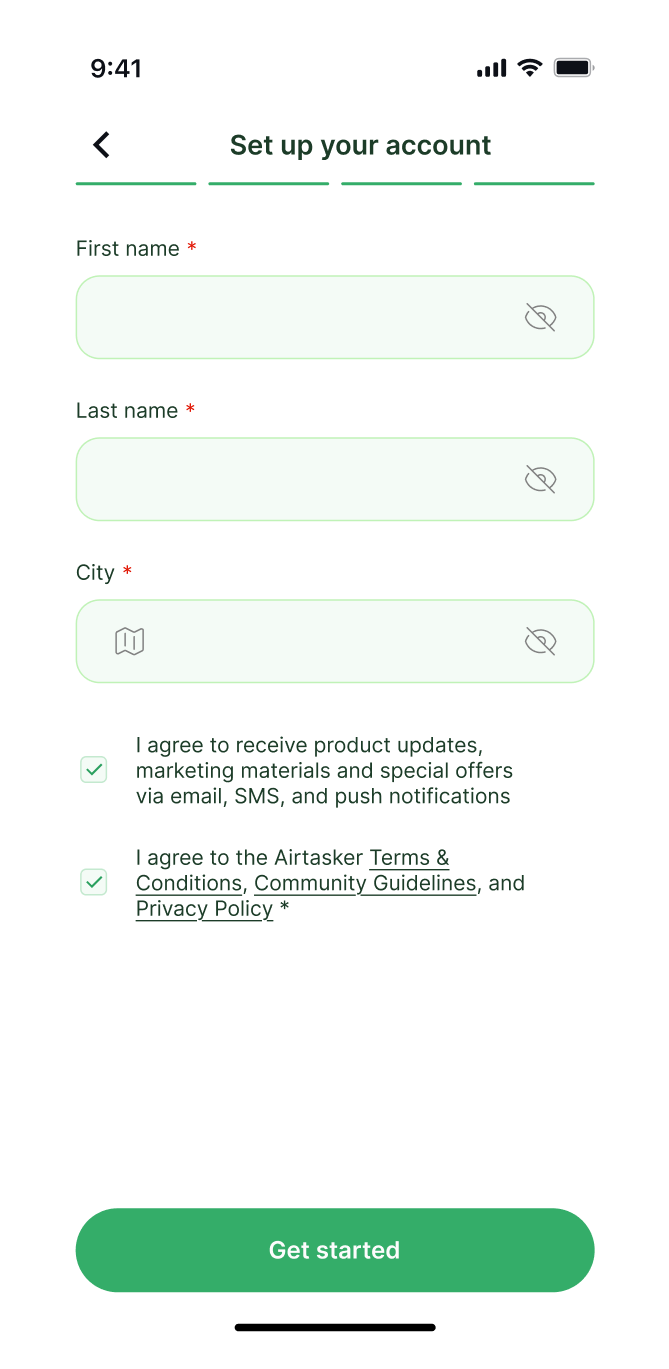 9:41
Set up your account
First name *
Last name *
City *
I agree to receive product updates,
marketing materials and special offers
via email, SMS, and push notifications
I agree to the Airtasker Terms &
Conditions, Community Guidelines, and
Privacy Policy *
Get started